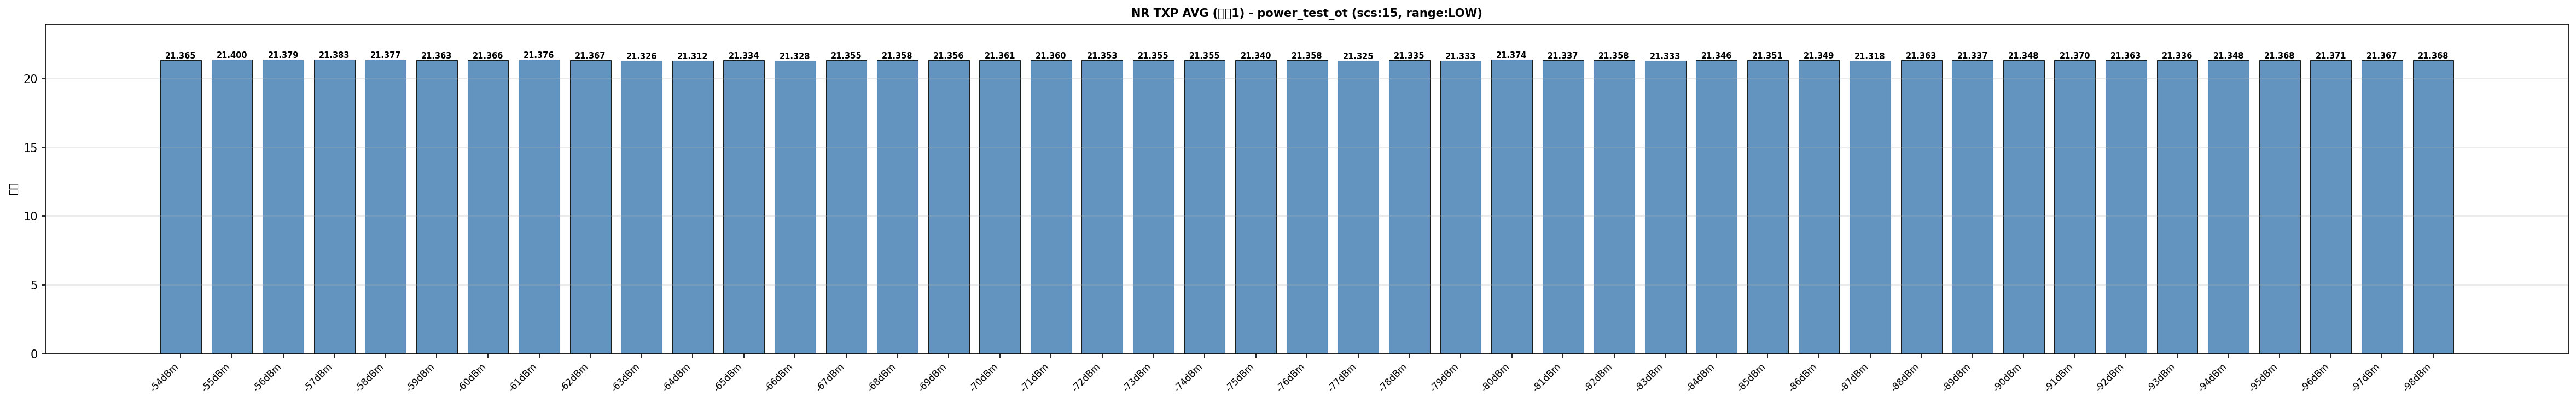 NR TXP AVG (□□1) - power_test_ot (scs:15, range:LOW)
21.365 21.400 21.379 21.383 21.377 21.363 21.366 21.376 21.367 21.326 21.312 21.334 21.328 21.355 21.358 21.356 21.361 21.360 21.353 21.355 21.355 21.340 21.358 21.325 21.335 21.333 21.374 21.337 21.358 21.333 21.346 21.351 21.349 21.318 21.363 21.337 21.348 21.370 21.363 21.336 21.348 21.368 21.371 21.367 21.368
20
15
10
5
0
□□
-54dBm -55dBm -56dBm -57dBm -58dBm -59dBm -60dBm -61dBm -62dBm -63dBm -64dBm -65dBm -66dBm -67dBm -68dBm -69dBm -70dBm -71dBm -72dBm -73dBm -74dBm -75dBm -76dBm -77dBm -78dBm -79dBm -80dBm -81dBm -82dBm -83dBm -84dBm -85dBm -86dBm -87dBm -88dBm -89dBm -90dBm -91dBm -92dBm -93dBm -94dBm -95dBm -96dBm -97dBm -98dBm